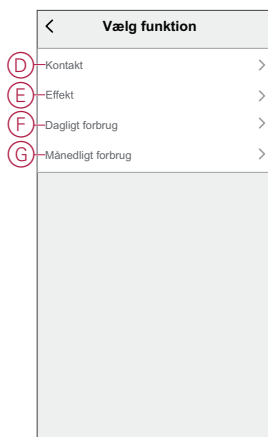 Vælg funktion
D Kontakt
E Effekt
F Dagligt forbrug
G Månedligt forbrug